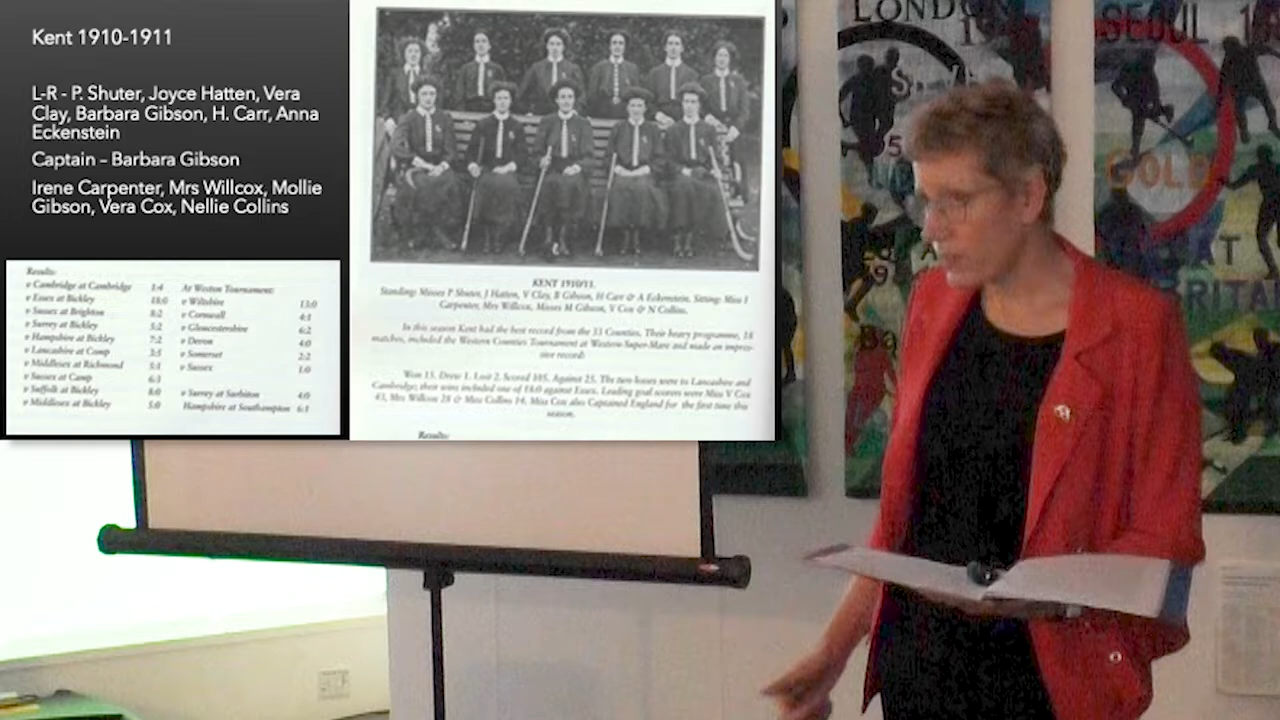 Kent 1910-1911
L-R - P. Shuter, Joyce Hatten, Vera
Clay, Barbara Gibson, H. Carr, Anna
Eckenstein
Captain – Barbara Gibson
Irene Carpenter, Mrs Willcox, Mollie
Gibson, Vera Cox, Nellie Collins
Results:
v Cambridge at Cambridge 1:4
v Essex at Bickley 18:0
v Sussex at Brighton 8:2
v Surrey at Bickley 5:2
v Hampshire at Bickley 7:2
v Lancashire at Camp 3:5
v Middlesex at Richmond 5:1
v Sussex at Camp 6:3
v Suffolk at Bickley 8:0
v Middlesex at Bickley 5:0
At Weston Tournament:
v Wiltshire 13:0
v Cornwall 4:1
v Gloucestershire 6:2
v Devon 4:0
v Somerset 2:2
v Sussex 1:0
v Surrey at Surbiton 4:0
Hampshire at Southampton 6:1
KENT 1910/11.
Standing: Misses P Shuter, J Hatten, V Clay, B Gibson, H Carr & A Eckenstein. Sitting: Miss I
Carpenter, Mrs Willcox, Misses M Gibson, V Cox & N Collins.
In this season Kent had the best record from the 33 Counties. Their heavy programme, 18
matches, included the Western Counties Tournament at Weston-Super-Mare and made an impres-
sive record:
Won 15. Drew 1. Lost 2. Scored 105. Against 25. The two losses were to Lancashire and
Cambridge; their wins included one of 18:0 against Essex. Leading goal scorers were Miss V Cox
43, Mrs Willcox 28 & Miss Collins 14. Miss Cox also Captained England for the first time this
season.
Results:
LONDON
SEOUL
GOLD